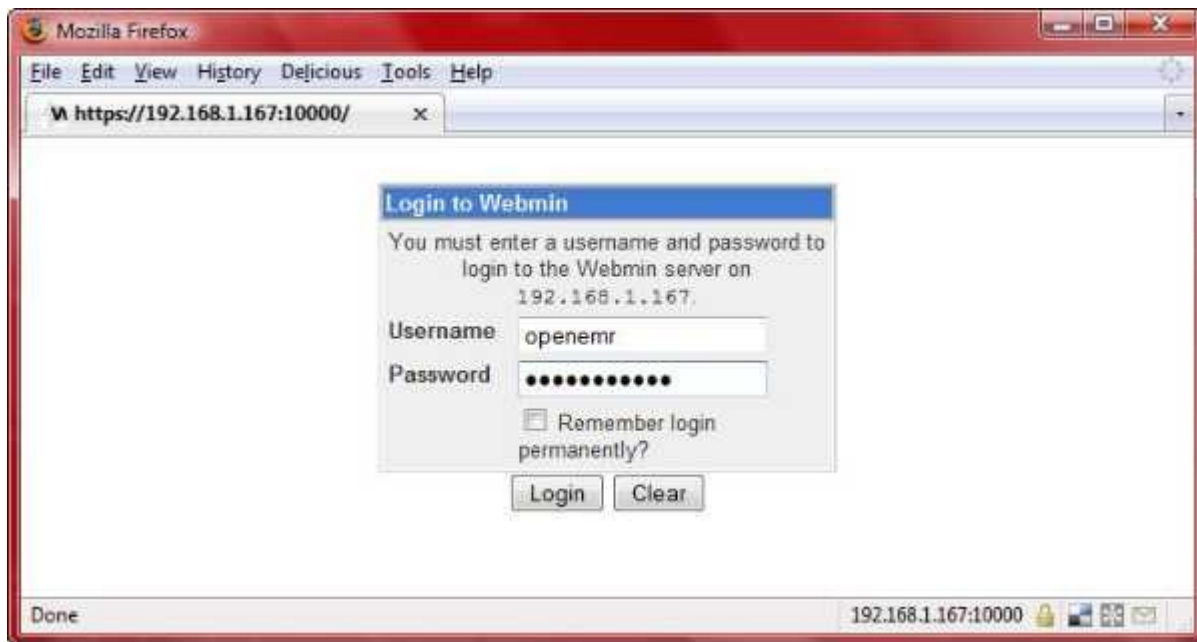 Mozilla Firefox
File Edit View History Delicious Tools Help
https://192.168.1.167:10000/
Login to Webmin
You must enter a username and password to
login to the Webmin server on
192.168.1.167.
Username openemr
Password •••••••••••
Remember login
permanently?
Login Clear
Done 192.168.1.167:10000